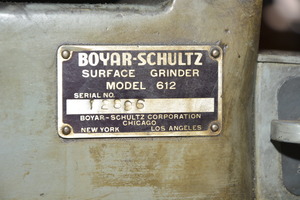 BOYAR-SCHULTZ
SURFACE GRINDER
MODEL 612
SERIAL NO.
BOYAR-SCHULTZ CORPORATION
CHICAGO
NEW YORK LOS ANGELES